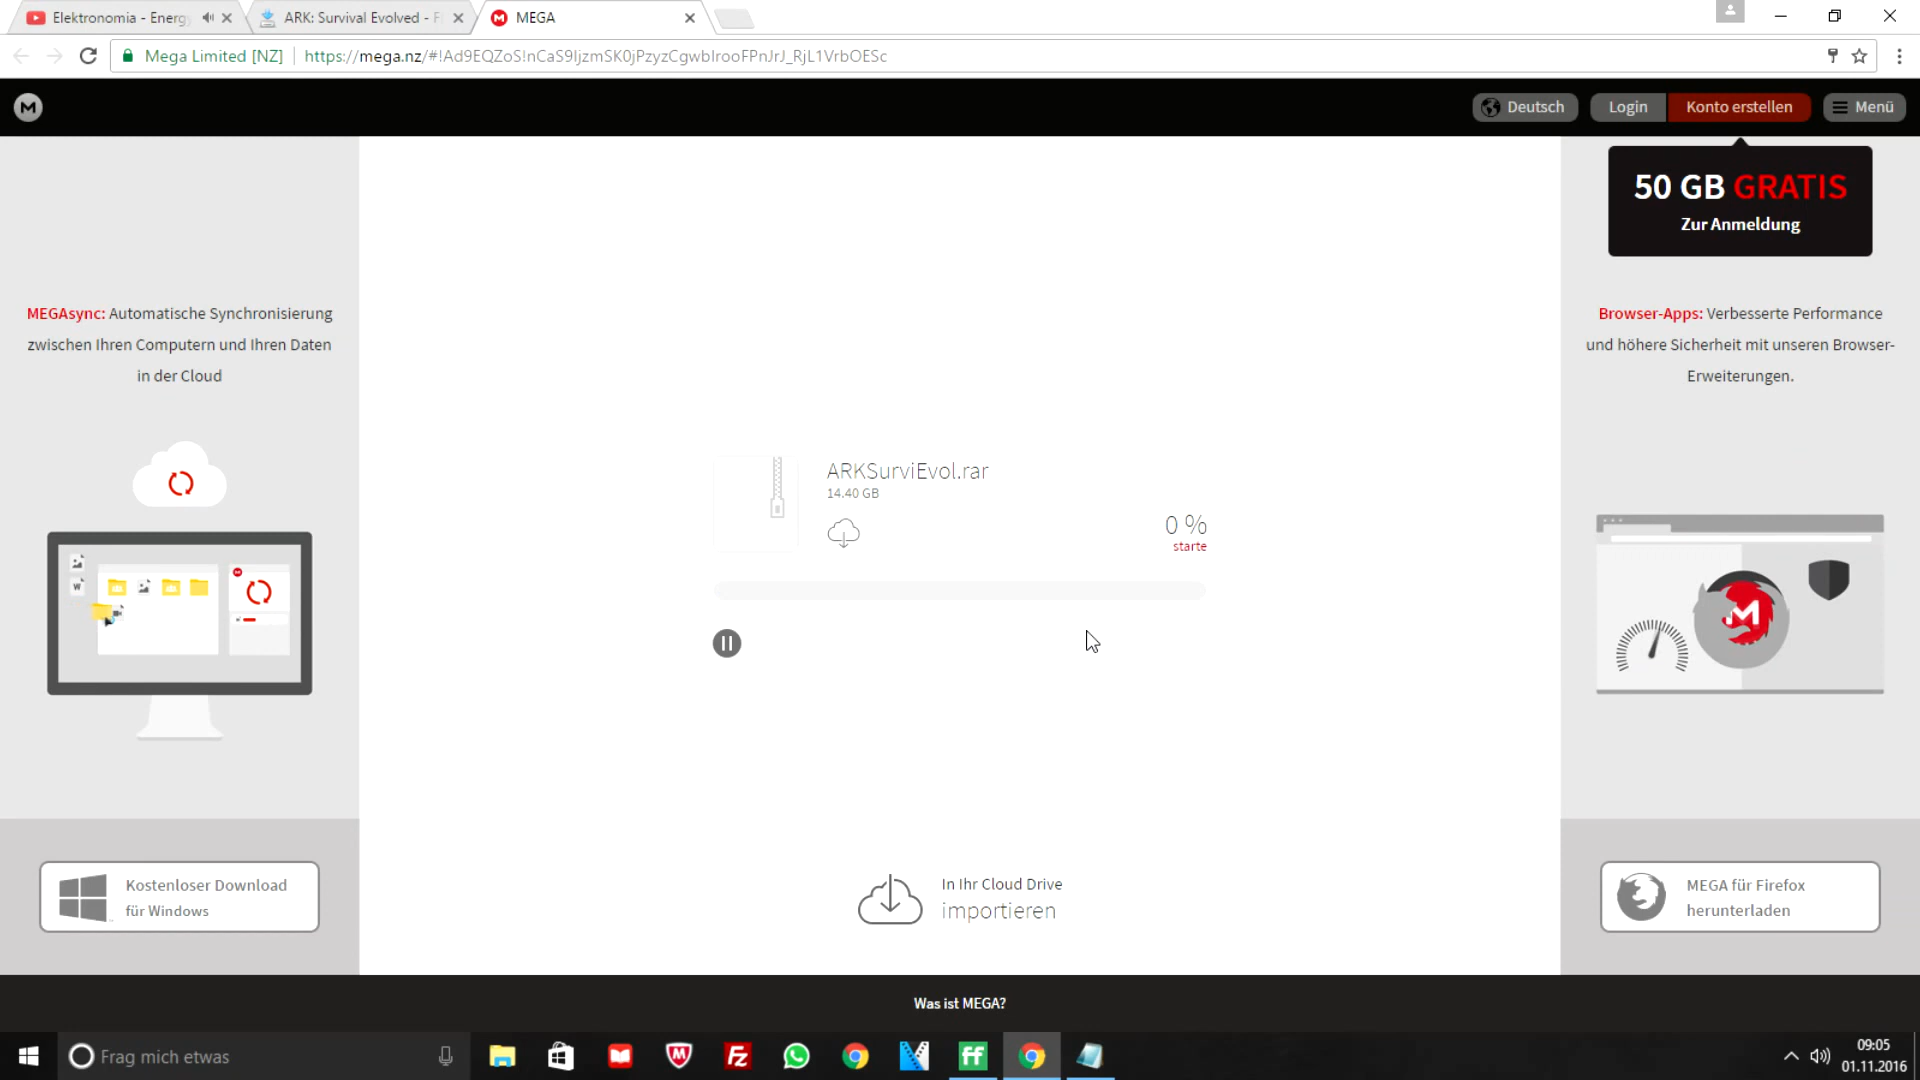 Elektronomia - Energy
ARK: Survival Evolved - F
MEGA
Mega Limited [NZ]
https://mega.nz/#!Ad9EQZoS!nCaS9IjzmSK0jPzyzCgwbIrooFPnJrJ_RjL1VrbOESc
Deutsch
Login
Konto erstellen
Menü
50 GB GRATIS
Zur Anmeldung
MEGAsync: Automatische Synchronisierung
zwischen Ihren Computern und Ihren Daten
in der Cloud
Browser-Apps: Verbesserte Performance
und höhere Sicherheit mit unseren Browser-
Erweiterungen.
ARKSurviEvol.rar
14.40 GB
0 %
starte
Kostenloser Download
für Windows
In Ihr Cloud Drive
importieren
MEGA für Firefox
herunterladen
Was ist MEGA?
Frag mich etwas
09:05
01.11.2016